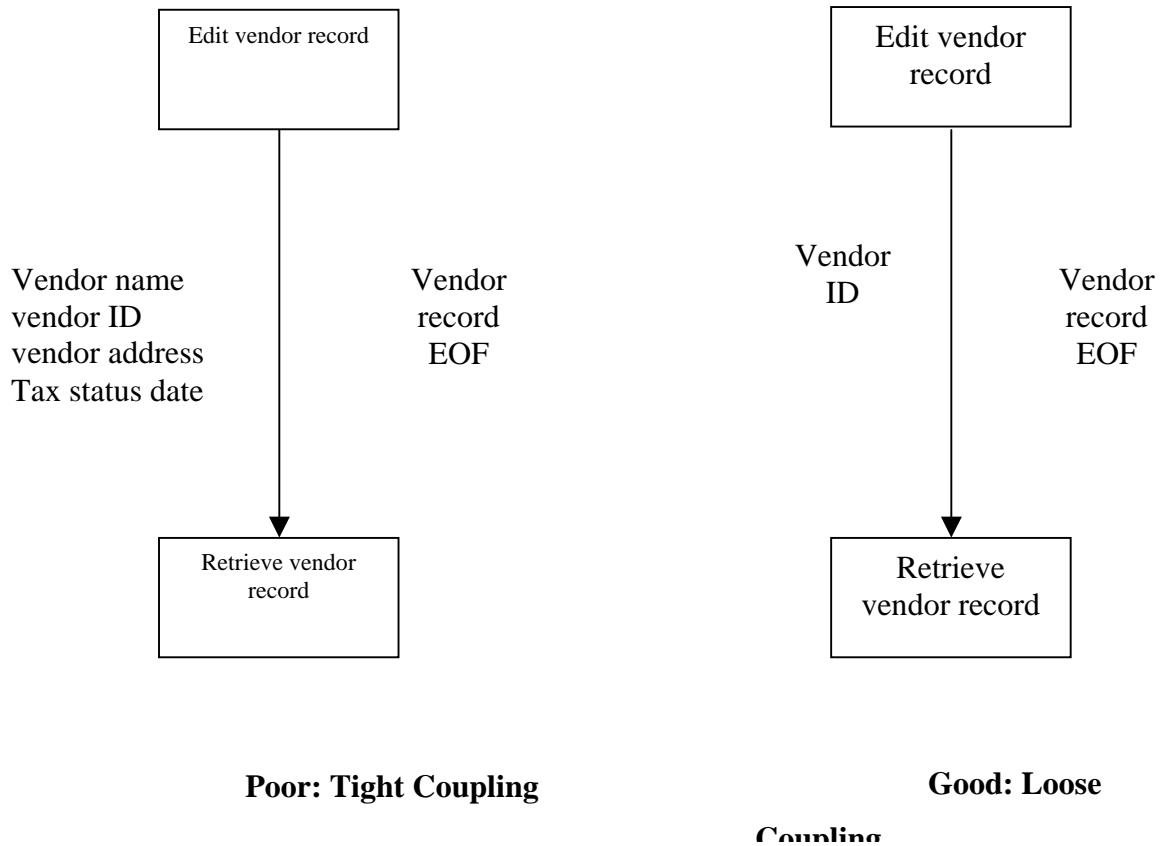 Edit vendor record
Vendor name
vendor ID
vendor address
Tax status date
Vendor
record
EOF
Retrieve vendor
record
Poor: Tight Coupling
Edit vendor
record
Vendor
ID
Vendor
record
EOF
Retrieve
vendor record
Good: Loose
Coupling